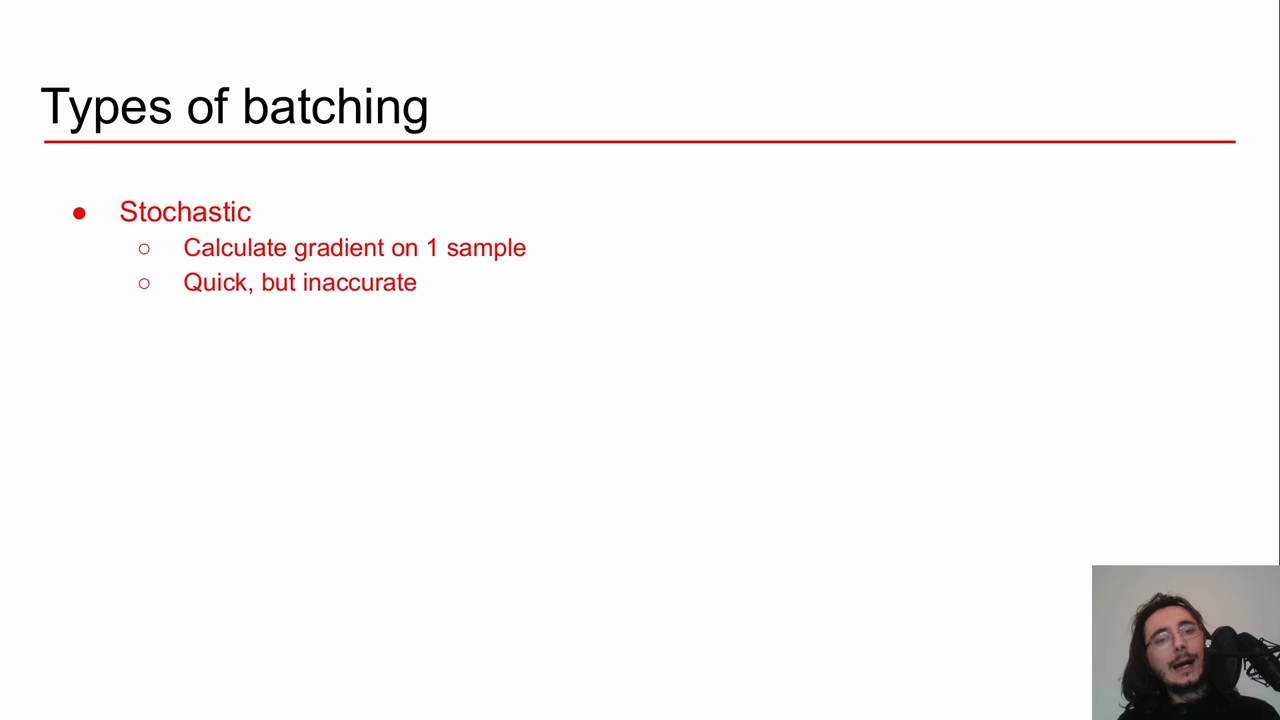 Types of batching
● Stochastic
○ Calculate gradient on 1 sample
○ Quick, but inaccurate